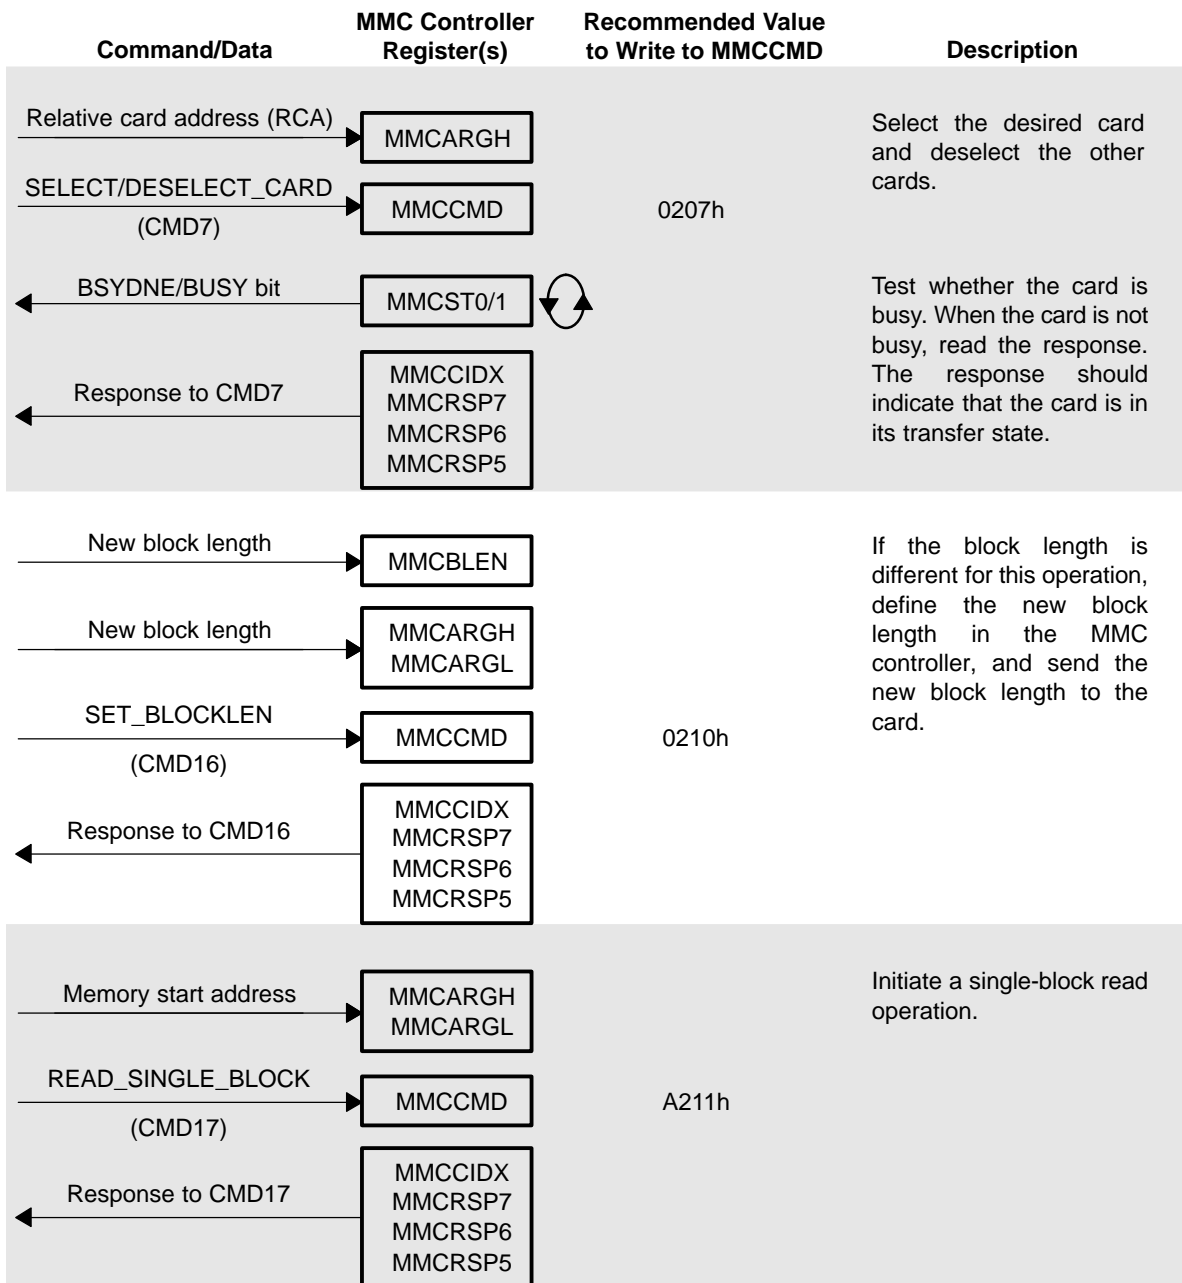 Command/Data
MMC Controller
Register(s)
Recommended Value
to Write to MMCCMD
Description
Relative card address (RCA)
MMCARGH
Select the desired card
and deselect the other
cards.
SELECT/DESELECT_CARD
(CMD7)
MMCCMD
0207h
BSYDNE/BUSY bit
MMCST0/1
Test whether the card is
busy. When the card is not
busy, read the response.
The response should
indicate that the card is in
its transfer state.
Response to CMD7
MMCCIDX
MMCRSP7
MMCRSP6
MMCRSP5
New block length
MMCBLEN
If the block length is
different for this operation,
define the new block
length in the MMC
controller, and send the
new block length to the
card.
New block length
MMCARGH
MMCARGL
SET_BLOCKLEN
(CMD16)
MMCCMD
0210h
Response to CMD16
MMCCIDX
MMCRSP7
MMCRSP6
MMCRSP5
Memory start address
MMCARGH
MMCARGL
Initiate a single-block read
operation.
READ_SINGLE_BLOCK
(CMD17)
MMCCMD
A211h
Response to CMD17
MMCCIDX
MMCRSP7
MMCRSP6
MMCRSP5